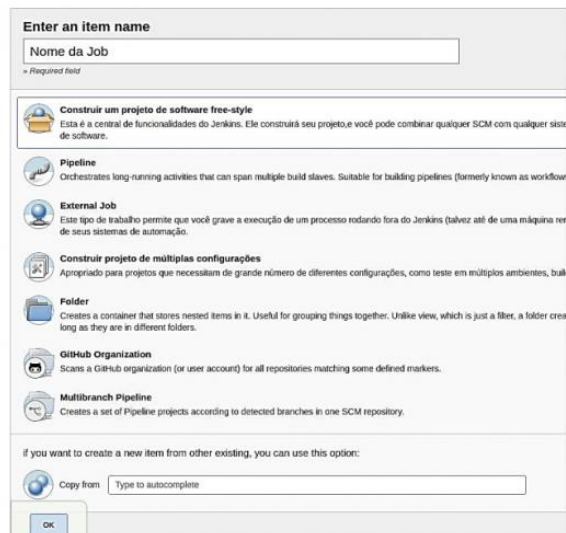 Enter an item name
Nome da Job
» Required field
Construir um projeto de software free-style
Esta é a central de funcionalidades do Jenkins. Ele construirá seu projeto,e você pode combinar qualquer SCM com qualquer siste
de software.
Pipeline
Orchestrates long-running activities that can span multiple build slaves. Suitable for building pipelines (formerly known as workflows
External Job
Este tipo de trabalho permite que você grave a execução de um processo rodando fora do Jenkins (talvez até de uma máquina rem
de seus sistemas de automação.
Construir projeto de múltiplas configurações
Apropriado para projetos que necessitam de grande número de diferentes configurações, como teste em múltiplos ambientes, buil
Folder
Creates a container that stores nested items in it. Useful for grouping things together. Unlike view, which is just a filter, a folder crea
long as they are in different folders.
GitHub Organization
Scans a GitHub organization (or user account) for all repositories matching some defined markers.
Multibranch Pipeline
Creates a set of Pipeline projects according to detected branches in one SCM repository.
if you want to create a new item from other existing, you can use this option:
Copy from Type to autocomplete
OK